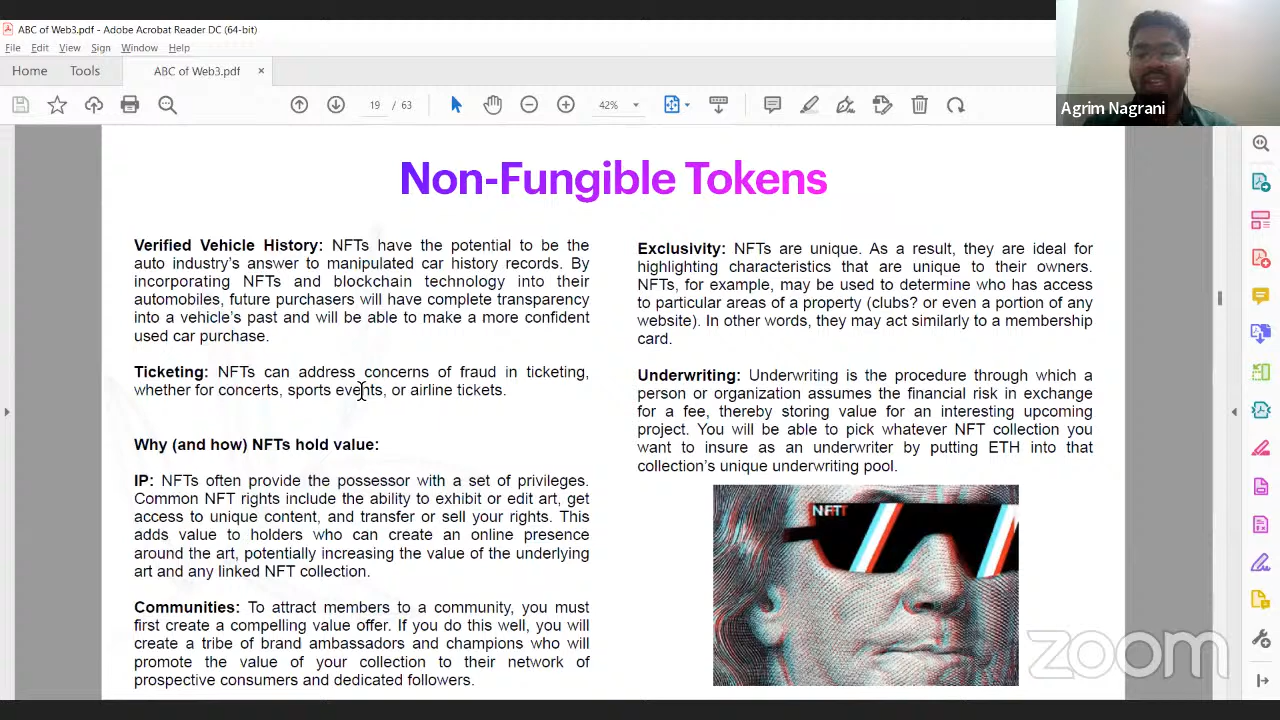 ABC of Web3.pdf - Adobe Acrobat Reader DC (64-bit)
File Edit View Sign Window Help
Home Tools ABC of Web3.pdf ×
19 / 63 42%
Agrim Nagrani
Non-Fungible Tokens
Verified Vehicle History: NFTs have the potential to be the
auto industry's answer to manipulated car history records. By
incorporating NFTs and blockchain technology into their
automobiles, future purchasers will have complete transparency
into a vehicle's past and will be able to make a more confident
used car purchase.
Ticketing: NFTs can address concerns of fraud in ticketing,
whether for concerts, sports events, or airline tickets.
Why (and how) NFTs hold value:
IP: NFTs often provide the possessor with a set of privileges.
Common NFT rights include the ability to exhibit or edit art, get
access to unique content, and transfer or sell your rights. This
adds value to holders who can create an online presence
around the art, potentially increasing the value of the underlying
art and any linked NFT collection.
Communities: To attract members to a community, you must
first create a compelling value offer. If you do this well, you will
create a tribe of brand ambassadors and champions who will
promote the value of your collection to their network of
prospective consumers and dedicated followers.
Exclusivity: NFTs are unique. As a result, they are ideal for
highlighting characteristics that are unique to their owners.
NFTs, for example, may be used to determine who has access
to particular areas of a property (clubs? or even a portion of any
website). In other words, they may act similarly to a membership
card.
Underwriting: Underwriting is the procedure through which a
person or organization assumes the financial risk in exchange
for a fee, thereby storing value for an interesting upcoming
project. You will be able to pick whatever NFT collection you
want to insure as an underwriter by putting ETH into that
collection's unique underwriting pool.
NFT
zoom